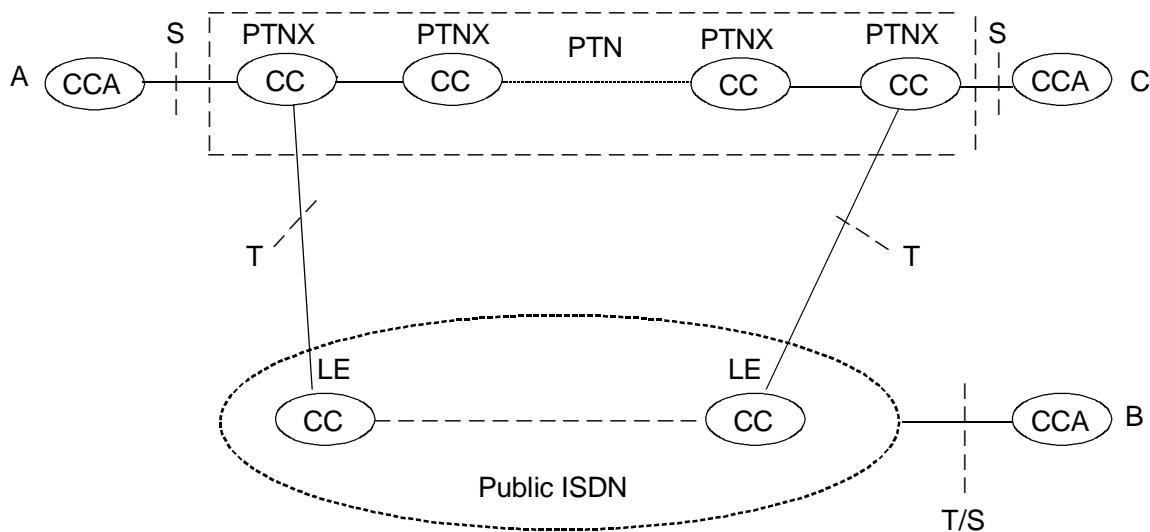 S PTNX PTNX PTN PTNX PTNX S
A CCA CC CC CC CC CCA C
T T
LE LE
CC CC CCA B
Public ISDN
T/S